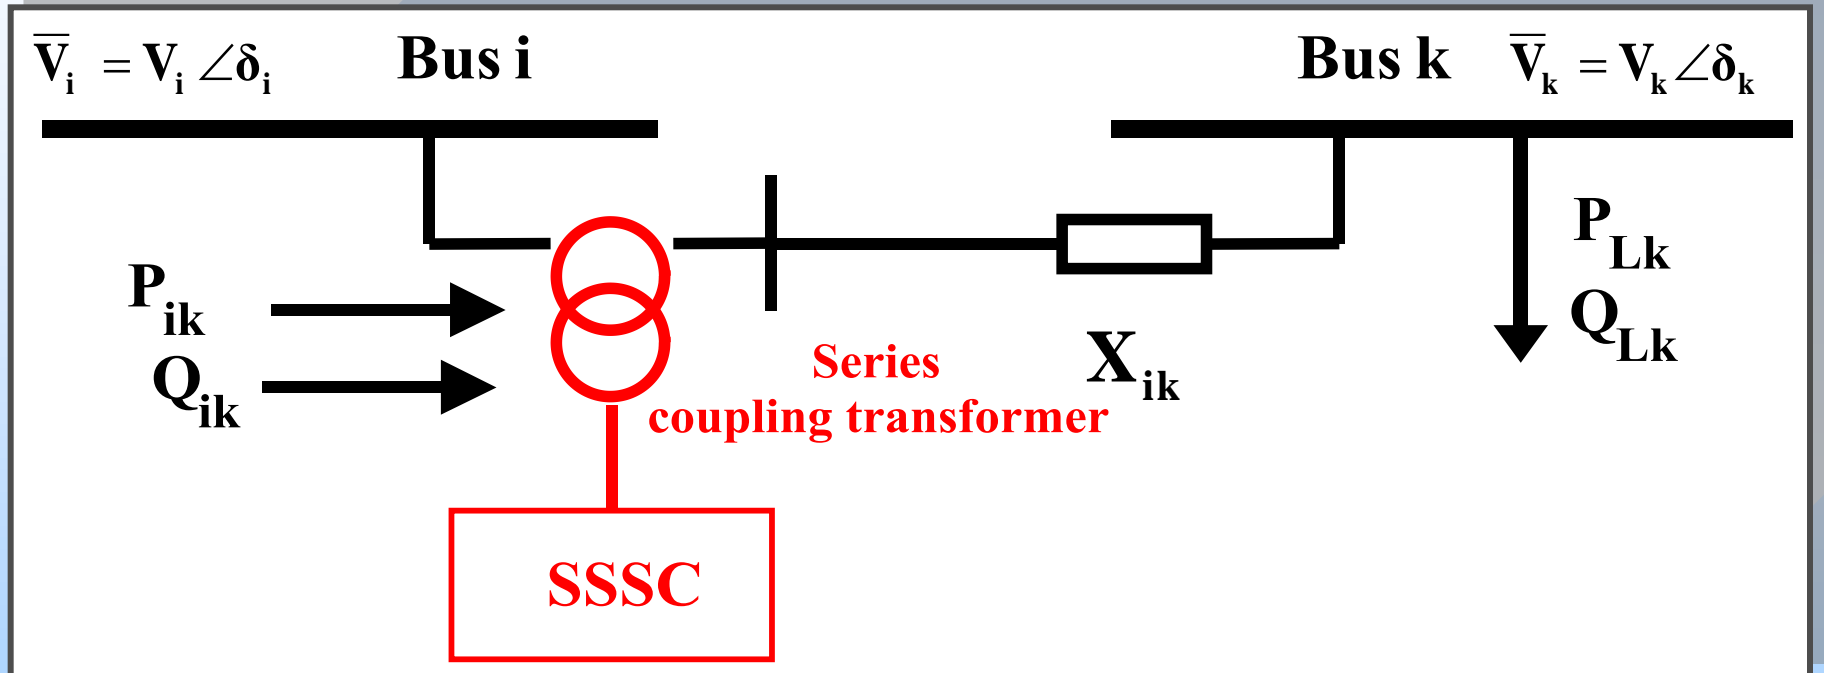 V̅i = Vi ∠δi
Bus i
Bus k
V̅k = Vk ∠δk
Pik
Qik
PLk
QLk
Series
coupling transformer
Xik
SSSC